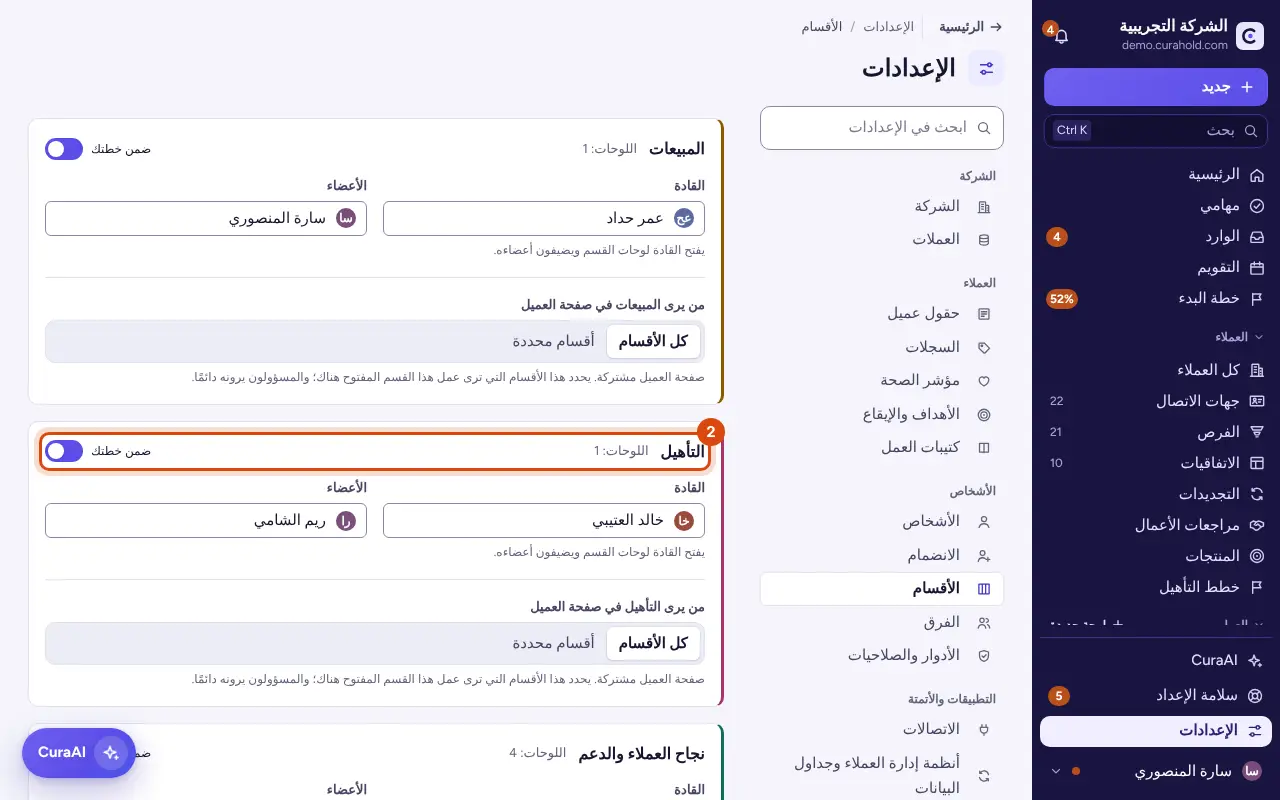 الشركة التجريبية
demo.curahold.com
4
جديد
بحث
Ctrl K
الرئيسية
مهامي
الوارد
4
التقويم
خطة البدء
52%
العملاء
كل العملاء
جهات الاتصال
22
الفرص
21
الاتفاقيات
10
التجديدات
مراجعات الأعمال
المنتجات
خطط التأهيل
CuraAI
سلامة الإعداد
5
الإعدادات
سا
سارة المنصوري
الرئيسية
الإعدادات / الأقسام
الإعدادات
ابحث في الإعدادات
الشركة
الشركة
العملات
العملاء
حقول عميل
السجلات
مؤشر الصحة
الأهداف والإيقاع
كتيبات العمل
الأشخاص
الأشخاص
الانضمام
الأقسام
الفرق
الأدوار والصلاحيات
التطبيقات والأتمتة
الاتصالات
أنظمة إدارة العملاء وجداول
البيانات
المبيعات
اللوحات: 1
ضمن خطتك
القادة
الأعضاء
عح
عمر حداد
سا
سارة المنصوري
يفتح القادة لوحات القسم ويضيفون أعضاءه.
من يرى المبيعات في صفحة العميل
كل الأقسام
أقسام محددة
صفحة العميل مشتركة. يحدد هذا الأقسام التي ترى عمل هذا القسم المفتوح هناك؛ والمسؤولون يرونه دائمًا.
2
التأهيل
اللوحات: 1
ضمن خطتك
القادة
الأعضاء
خا
خالد العتيبي
را
ريم الشامي
يفتح القادة لوحات القسم ويضيفون أعضاءه.
من يرى التأهيل في صفحة العميل
كل الأقسام
أقسام محددة
صفحة العميل مشتركة. يحدد هذا الأقسام التي ترى عمل هذا القسم المفتوح هناك؛ والمسؤولون يرونه دائمًا.
نجاح العملاء والدعم
اللوحات: 4
القادة
الأعضاء
CuraAI